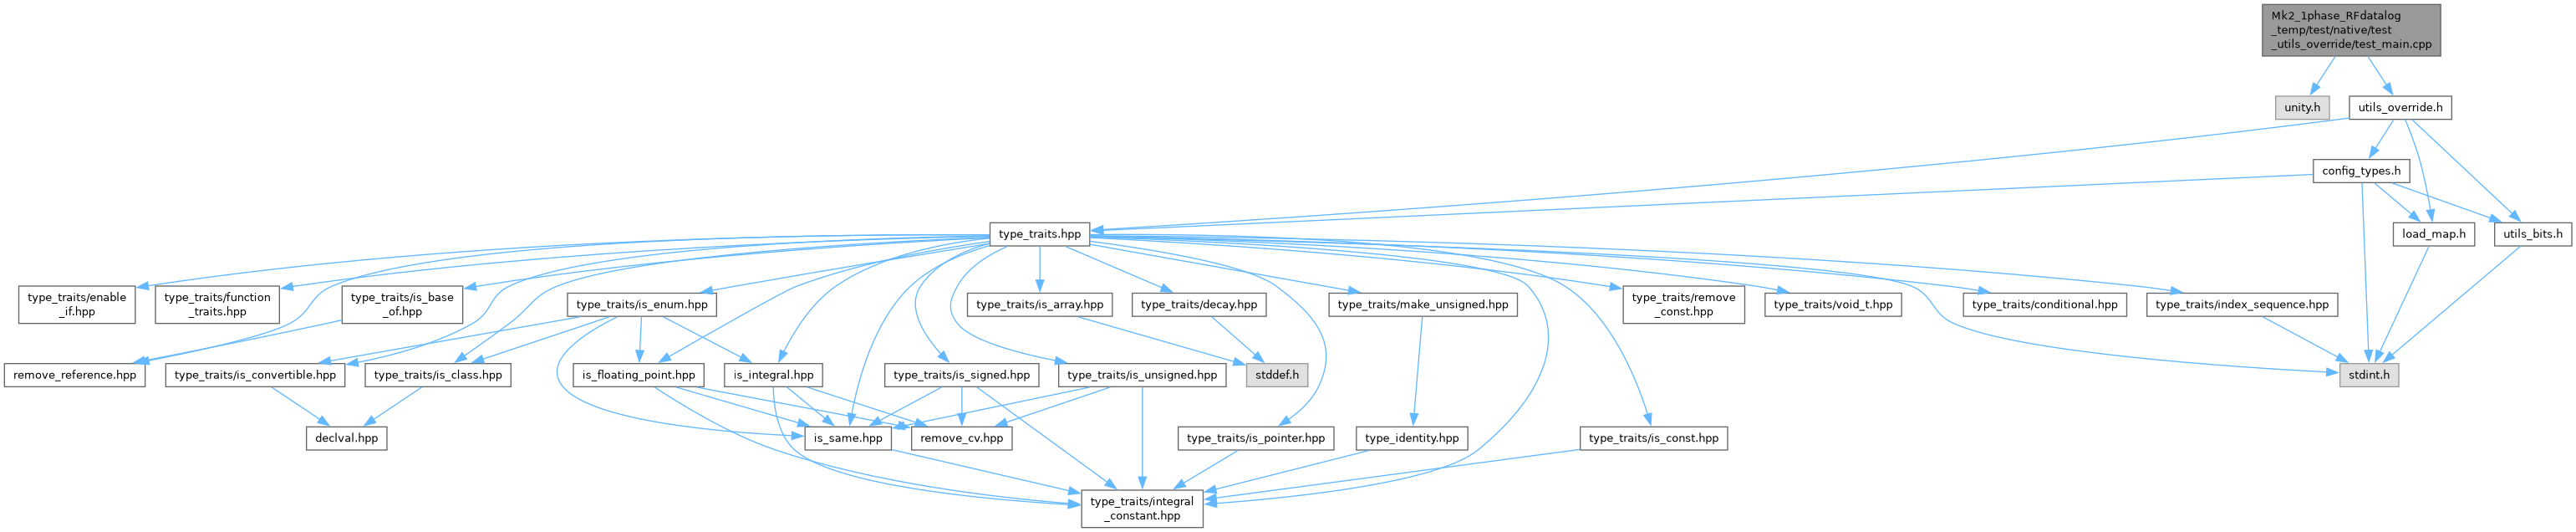 Mk2_1phase_RFdatalog
_temp/test/native/test
_utils_override/test_main.cpp
unity.h
utils_override.h
config_types.h
type_traits.hpp
load_map.h
utils_bits.h
type_traits/enable
_if.hpp
type_traits/function
_traits.hpp
type_traits/is_base
_of.hpp
type_traits/is_enum.hpp
type_traits/is_array.hpp
type_traits/decay.hpp
type_traits/make_unsigned.hpp
type_traits/remove
_const.hpp
type_traits/void_t.hpp
type_traits/conditional.hpp
type_traits/index_sequence.hpp
remove_reference.hpp
type_traits/is_convertible.hpp
type_traits/is_class.hpp
is_floating_point.hpp
is_integral.hpp
type_traits/is_signed.hpp
type_traits/is_unsigned.hpp
stddef.h
stdint.h
declval.hpp
is_same.hpp
remove_cv.hpp
type_traits/is_pointer.hpp
type_identity.hpp
type_traits/is_const.hpp
type_traits/integral
_constant.hpp